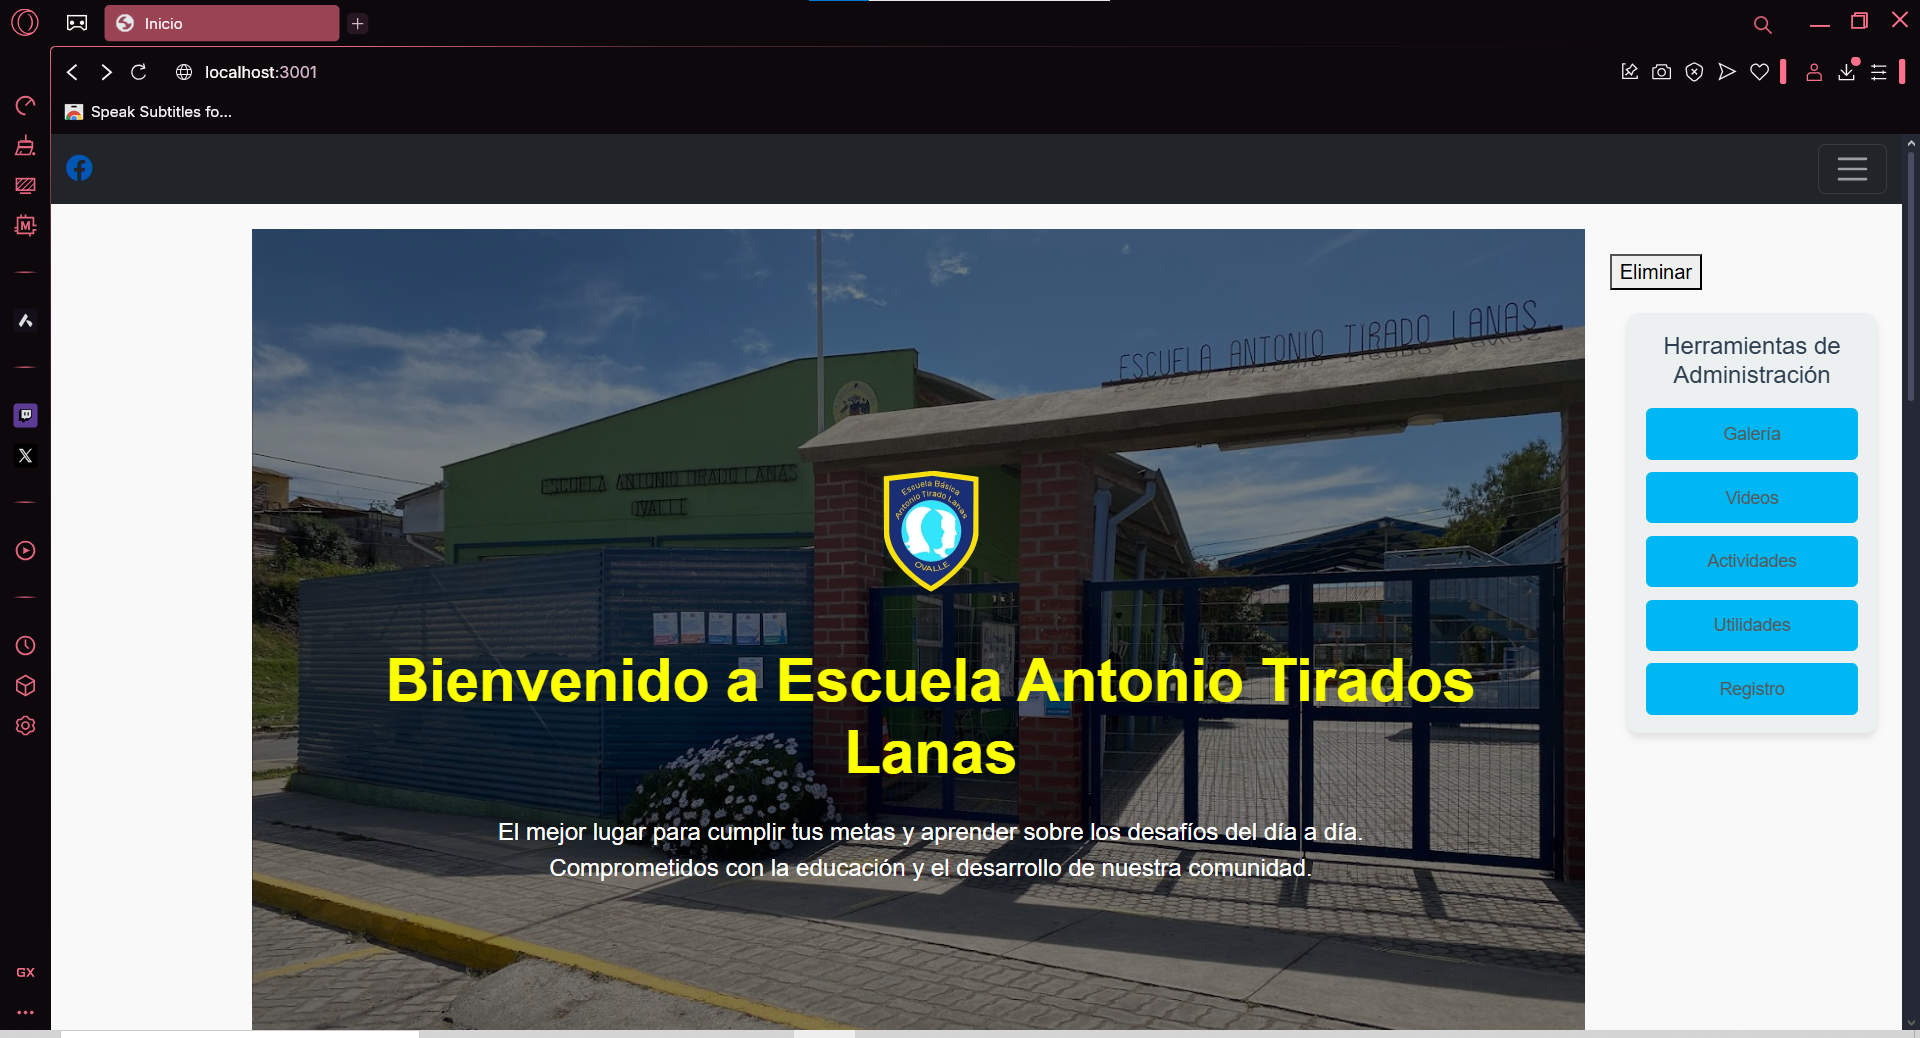 Inicio
localhost:3001
Speak Subtitles fo...
M
Eliminar
ESCUELA ANTONIO TIRADO LANAS
Herramientas de
Administración
Galería
Videos
Actividades
Utilidades
Registro
ESCUELA ANTONIO TIRADO LANAS
OVALLE
Escuela Básica
Antonio Tirado Lanas
OVALLE
Bienvenido a Escuela Antonio Tirados
Lanas
El mejor lugar para cumplir tus metas y aprender sobre los desafíos del día a día.
Comprometidos con la educación y el desarrollo de nuestra comunidad.
GX